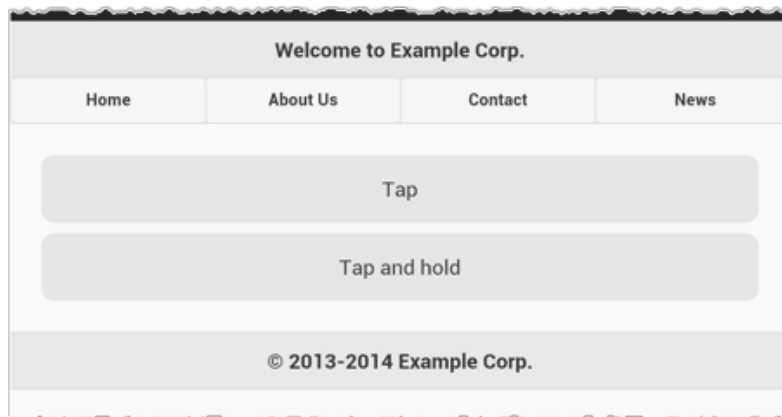 Welcome to Example Corp.
Home About Us Contact News
Tap
Tap and hold
© 2013-2014 Example Corp.